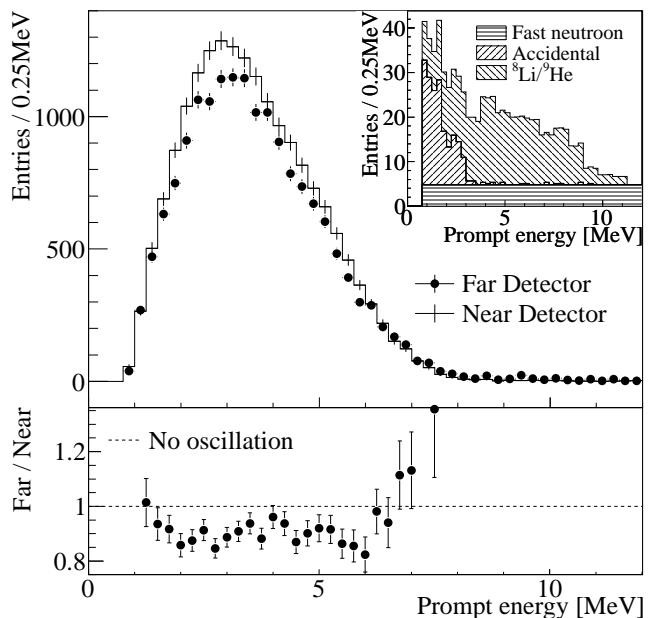 Entries / 0.25MeV
1000
500
0
Entries / 0.25MeV
40
30
20
10
0
Fast neutroon
Accidental
⁸Li/⁹He
0
5
10
Prompt energy [MeV]
Far Detector
Near Detector
Far / Near
1.2
1
0.8
No oscillation
0
5
10
Prompt energy [MeV]